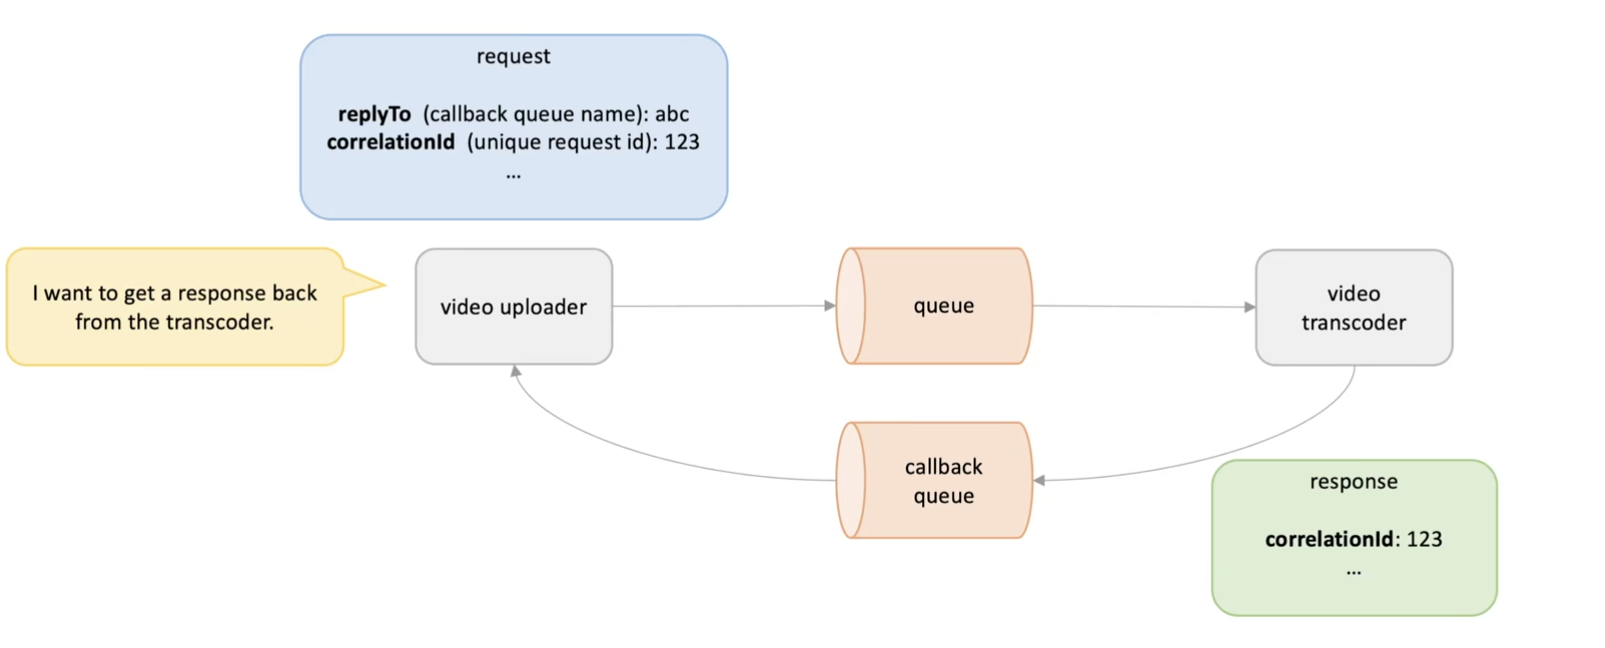 request
replyTo (callback queue name): abc
correlationId (unique request id): 123
...
I want to get a response back
from the transcoder.
video uploader
queue
video
transcoder
callback
queue
response
correlationId: 123
...